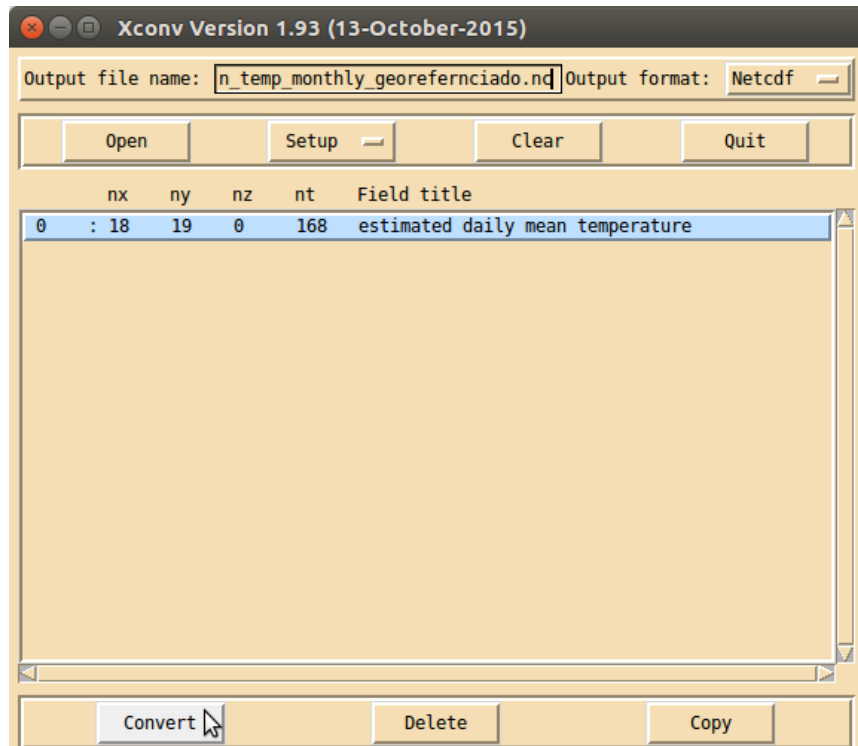 Xconv Version 1.93 (13-October-2015)
Output file name: n_temp_monthly_georefernciado.nc Output format: Netcdf
Open Setup Clear Quit
nx ny nz nt Field title
0 : 18 19 0 168 estimated daily mean temperature
Convert Delete Copy